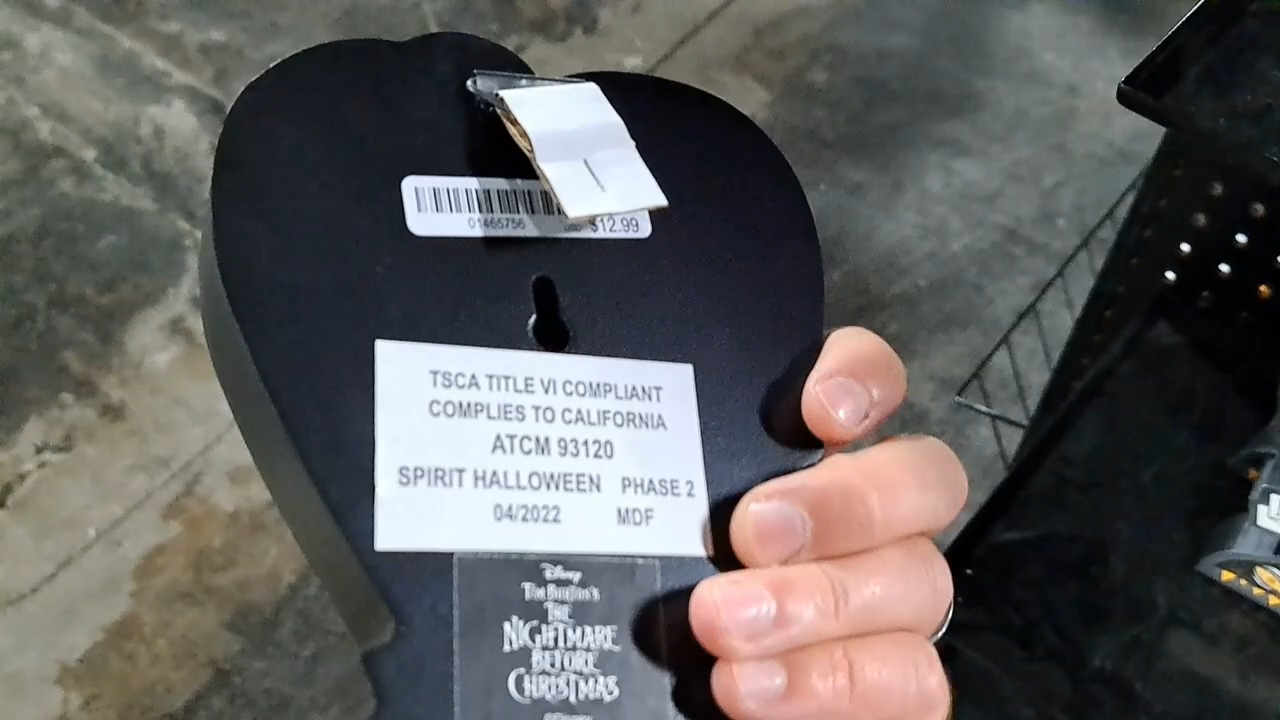 01465756 USD $12.99
TSCA TITLE VI COMPLIANT
COMPLIES TO CALIFORNIA
ATCM 93120
SPIRIT HALLOWEEN PHASE 2
04/2022 MDF
Disney
Tim Burton's
THE
NIGHTMARE
BEFORE
CHRISTMAS